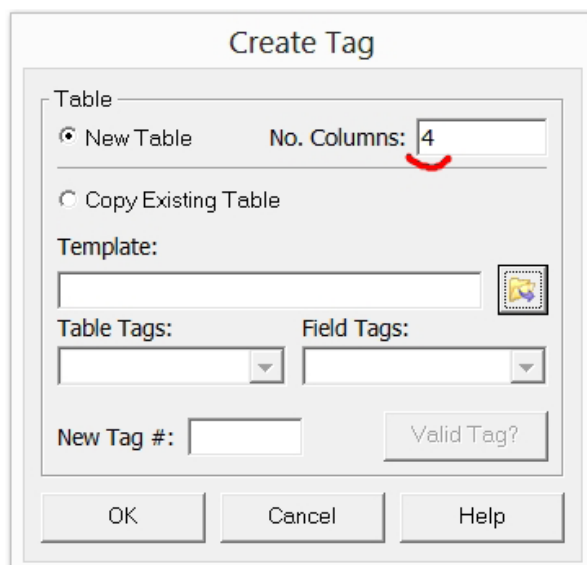 Create Tag
Table
New Table No. Columns: 4
Copy Existing Table
Template:
Table Tags: Field Tags:
New Tag #: Valid Tag?
OK Cancel Help